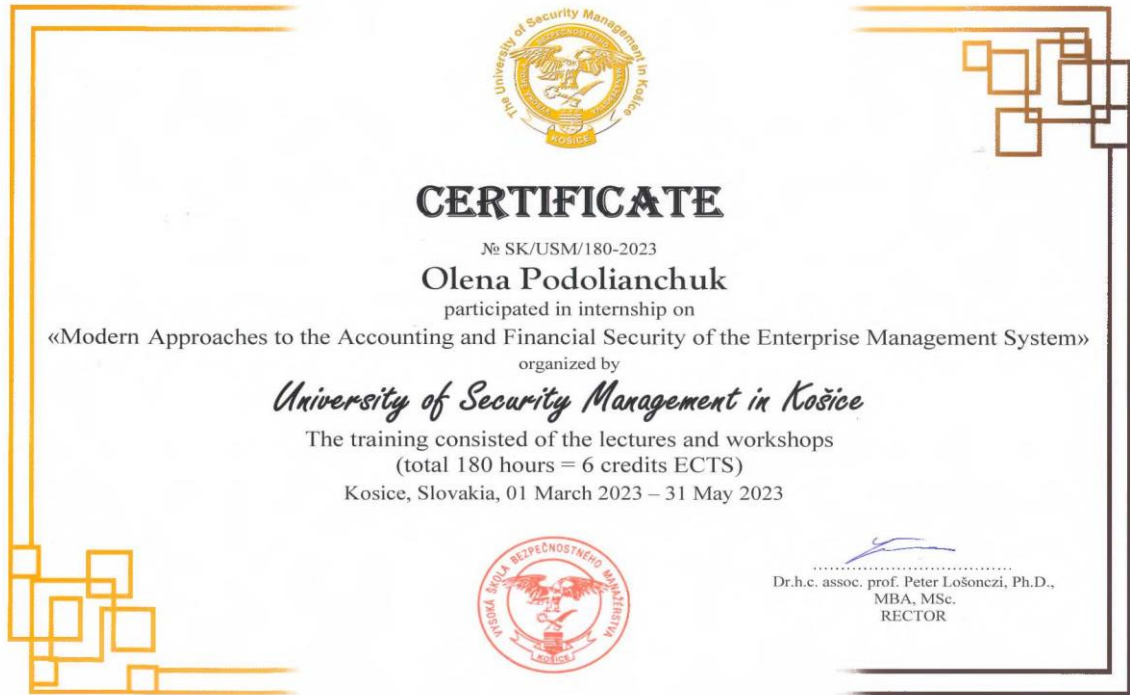 The University of Security Management in Košice
VYSOKÁ ŠKOLA BEZPEČNOSTNÉHO MANAŽÉRSTVA
KOŠICE
CERTIFICATE
№ SK/USM/180-2023
Olena Podolianchuk
participated in internship on
«Modern Approaches to the Accounting and Financial Security of the Enterprise Management System»
organized by
University of Security Management in Košice
The training consisted of the lectures and workshops
(total 180 hours = 6 credits ECTS)
Kosice, Slovakia, 01 March 2023 – 31 May 2023
VYSOKÁ ŠKOLA BEZPEČNOSTNÉHO MANAŽÉRSTVA
KOŠICE
Dr.h.c. assoc. prof. Peter Lošonczi, Ph.D.,
MBA, MSc.
RECTOR